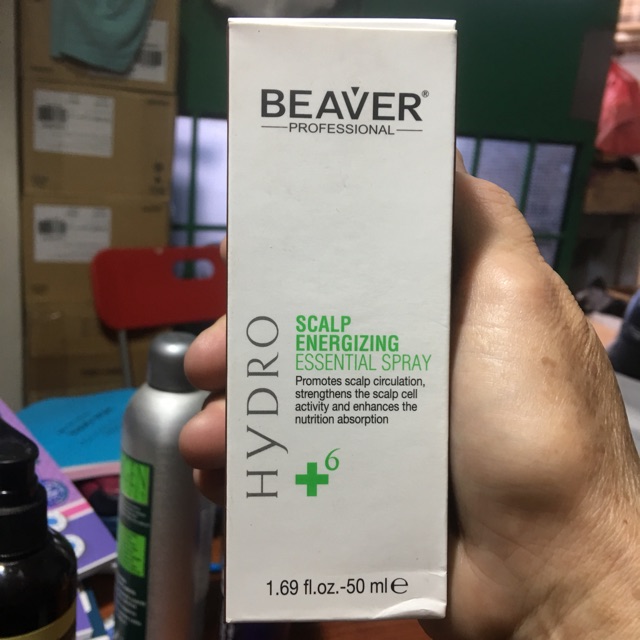 BEAVER®
PROFESSIONAL
HYDRO
SCALP
ENERGIZING
ESSENTIAL SPRAY
Promotes scalp circulation,
strengthens the scalp cell
activity and enhances the
nutrition absorption
+6
1.69 fl.oz.-50 ml℮